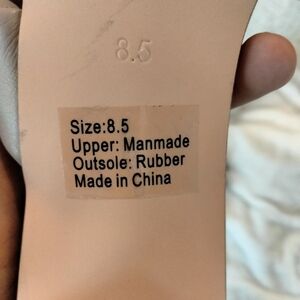 8.5
Size:8.5
Upper: Manmade
Outsole: Rubber
Made in China